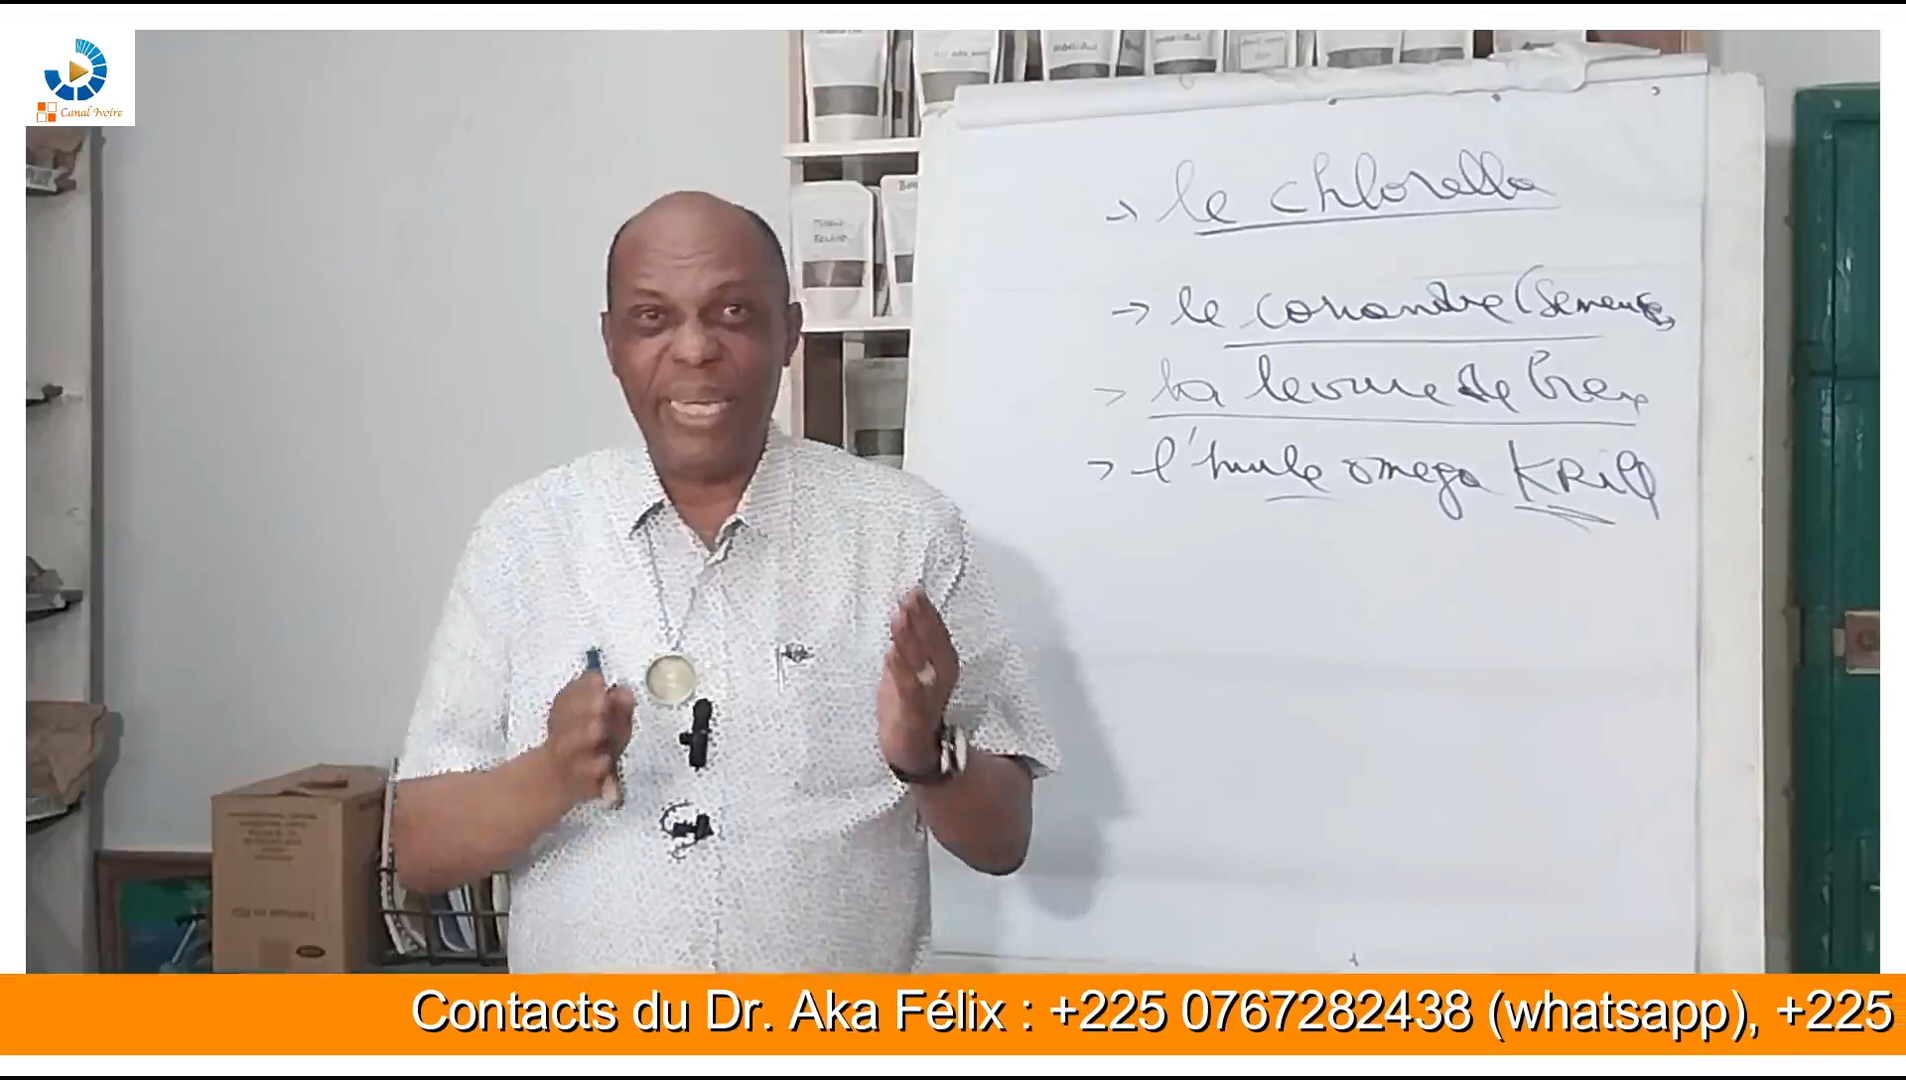 Canal Ivoire
→ le chlorella
→ le coriandre (semences
→ la levure de bière
→ l'huile omega KRill
Contacts du Dr. Aka Félix : +225 0767282438 (whatsapp), +225